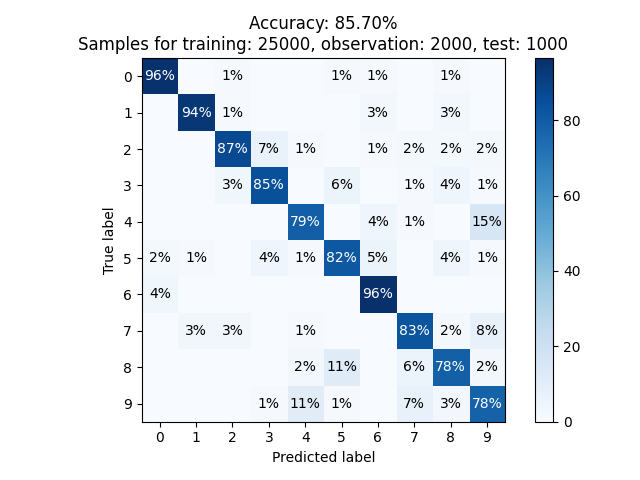 Accuracy: 85.70%
Samples for training: 25000, observation: 2000, test: 1000
True label
0 96% 1% 1% 1% 1%
1 94% 1% 3% 3%
2 87% 7% 1% 1% 2% 2% 2%
3 3% 85% 6% 1% 4% 1%
4 79% 4% 1% 15%
5 2% 1% 4% 1% 82% 5% 4% 1%
6 4% 96%
7 3% 3% 1% 83% 2% 8%
8 2% 11% 6% 78% 2%
9 1% 11% 1% 7% 3% 78%
0 1 2 3 4 5 6 7 8 9
Predicted label
80
60
40
20
0